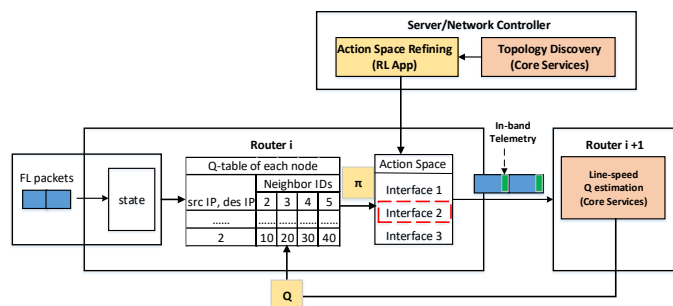 Server/Network Controller
Action Space Refining
(RL App)
Topology Discovery
(Core Services)
In-band
Telemetry
Router i
Router i +1
FL packets
state
Q-table of each node
Neighbor IDs
src IP, des IP 2 3 4 5
...... ...... ...... ...... ......
2 10 20 30 40
π
Action Space
Interface 1
Interface 2
Interface 3
Line-speed
Q estimation
(Core Services)
Q